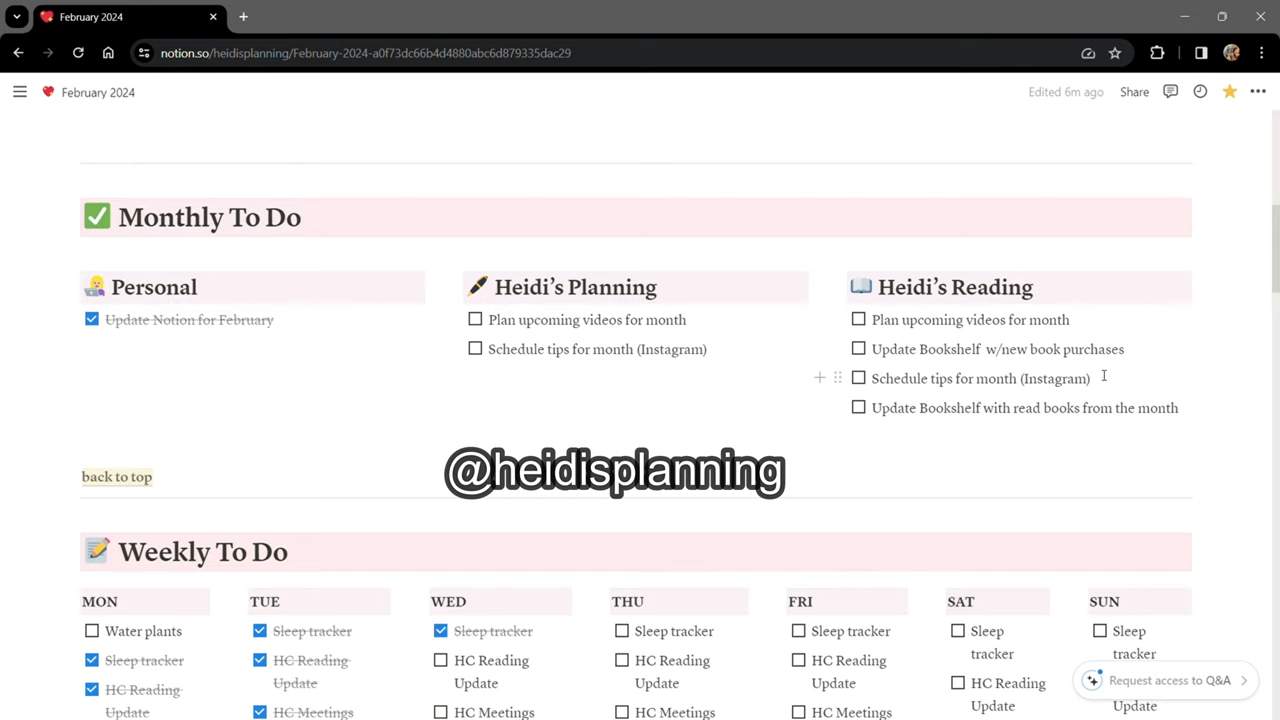 February 2024
notion.so/heidisplanning/February-2024-a0f73dc66b4d4880abc6d879335dac29
February 2024
Edited 6m ago
Share
Monthly To Do
Personal
Update Notion for February
Heidi's Planning
Plan upcoming videos for month
Schedule tips for month (Instagram)
Heidi's Reading
Plan upcoming videos for month
Update Bookshelf w/new book purchases
Schedule tips for month (Instagram)
Update Bookshelf with read books from the month
@heidisplanning
back to top
Weekly To Do
MON
Water plants
Sleep tracker
HC Reading
Update
TUE
Sleep tracker
HC Reading
Update
HC Meetings
WED
Sleep tracker
HC Reading
Update
HC Meetings
THU
Sleep tracker
HC Reading
Update
HC Meetings
FRI
Sleep tracker
HC Reading
Update
HC Meetings
SAT
Sleep
tracker
HC Reading
Update
SUN
Sleep
tracker
Update
Request access to Q&A